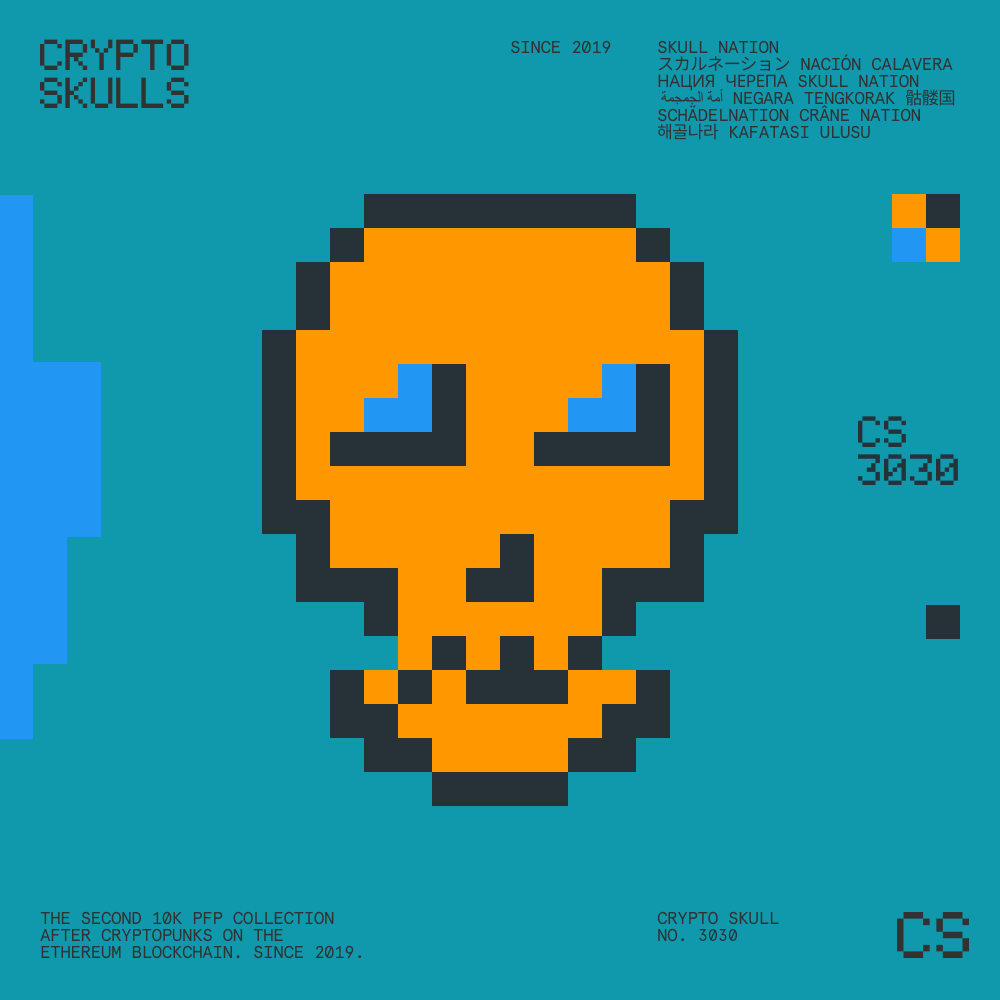 CRYPTO
SKULLS
SINCE 2019
SKULL NATION
スカルネーション NACIÓN CALAVERA
НАЦИЯ ЧЕРЕПА SKULL NATION
أمة الجمجمة NEGARA TENGKORAK 骷髅国
SCHÄDELNATION CRÂNE NATION
해골나라 KAFATASI ULUSU
CS
3030
THE SECOND 10K PFP COLLECTION
AFTER CRYPTOPUNKS ON THE
ETHEREUM BLOCKCHAIN. SINCE 2019.
CRYPTO SKULL
NO. 3030
CS